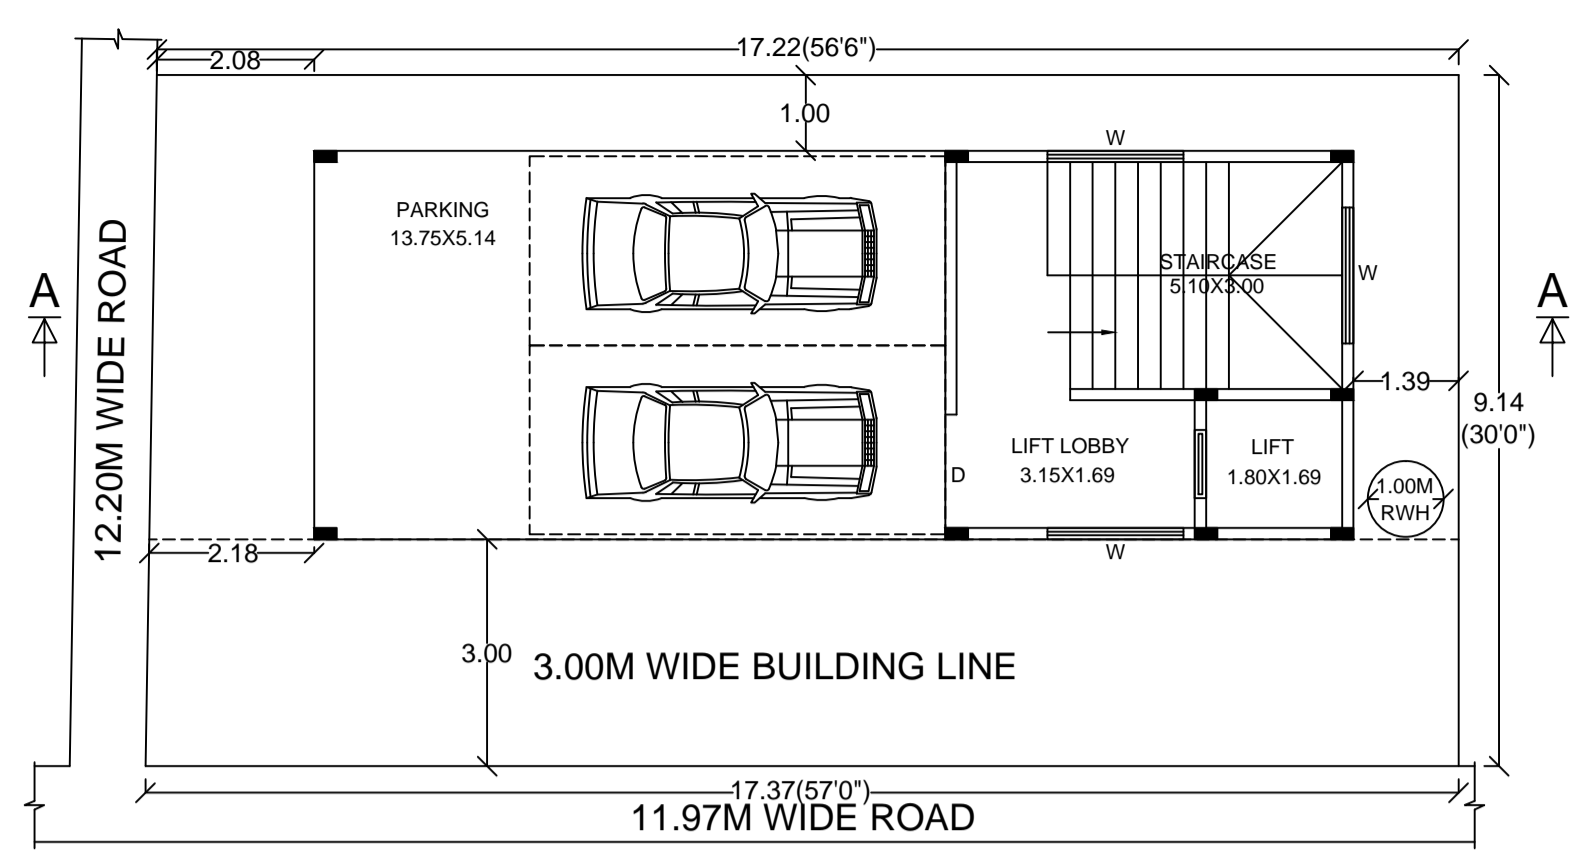 17.22(56'6")
2.08
1.00
W
PARKING
13.75X5.14
STAIRCASE
5.10X3.00
W
A
12.20M WIDE ROAD
A
1.39
9.14
(30'0")
LIFT LOBBY
3.15X1.69
LIFT
1.80X1.69
D
1.00M
RWH
2.18
W
3.00
3.00M WIDE BUILDING LINE
17.37(57'0")
11.97M WIDE ROAD